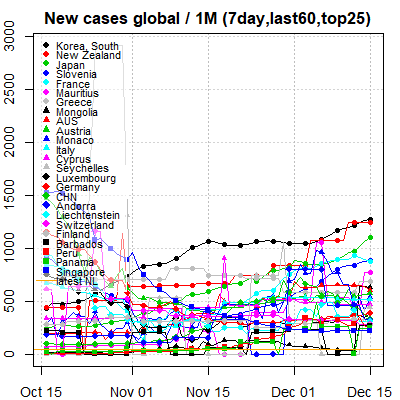 New cases global / 1M (7day,last60,top25)
3000
2500
2000
1500
1000
500
0
Korea, South
New Zealand
Japan
Slovenia
France
Mauritius
Greece
Mongolia
AUS
Austria
Monaco
Italy
Cyprus
Seychelles
Luxembourg
Germany
CHN
Andorra
Liechtenstein
Switzerland
Finland
Barbados
Peru
Panama
Singapore
latest NL
Oct 15 Nov 01 Nov 15 Dec 01 Dec 15